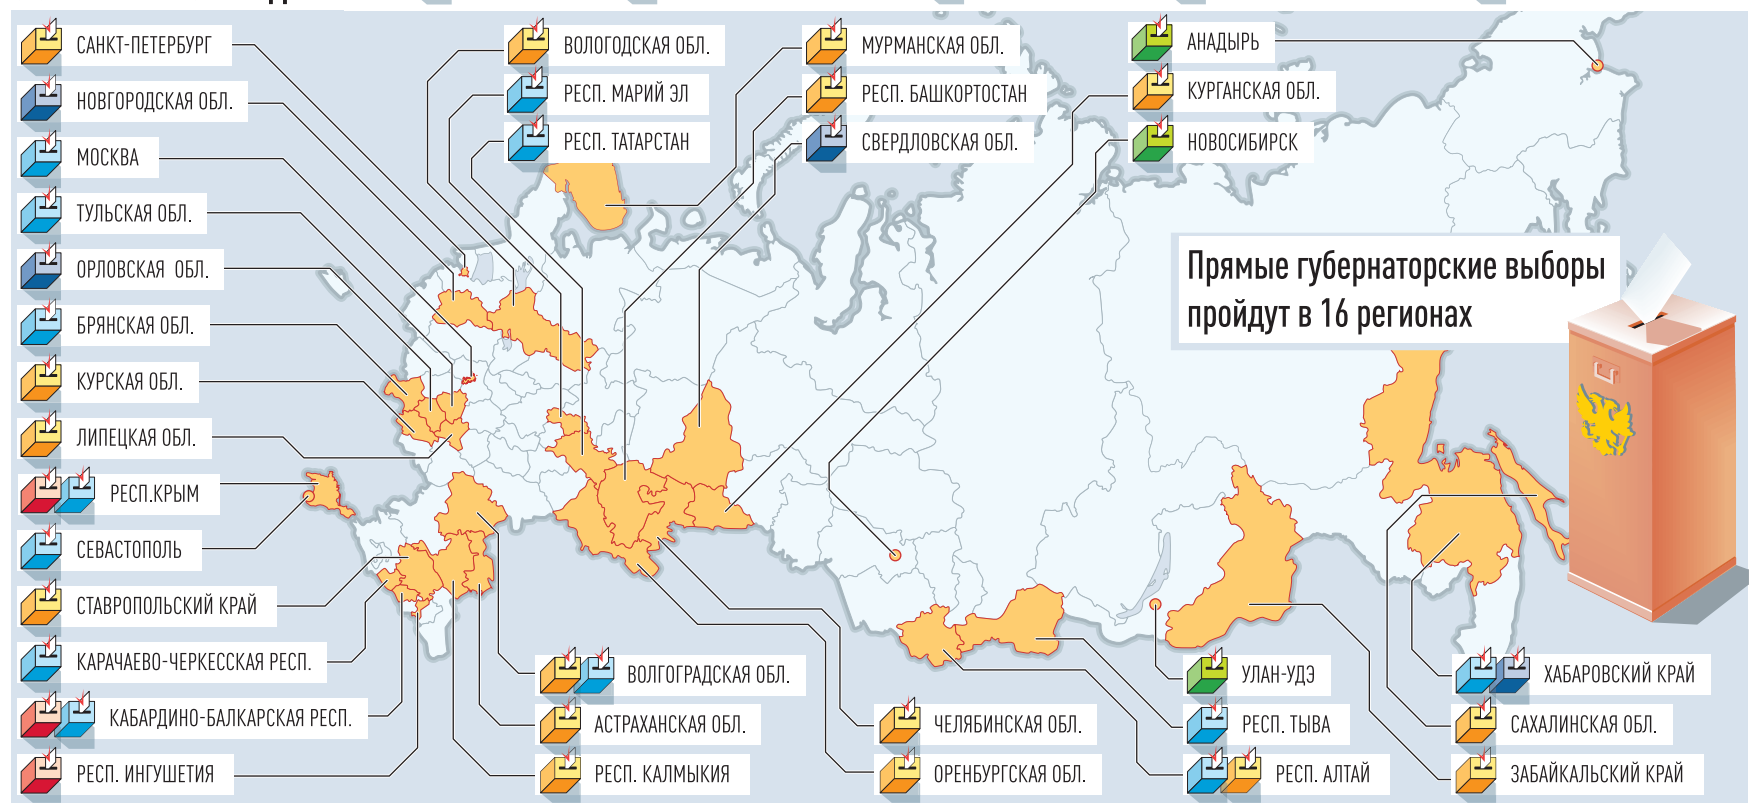 САНКТ-ПЕТЕРБУРГ
НОВГОРОДСКАЯ ОБЛ.
МОСКВА
ТУЛЬСКАЯ ОБЛ.
ОРЛОВСКАЯ ОБЛ.
БРЯНСКАЯ ОБЛ.
КУРСКАЯ ОБЛ.
ЛИПЕЦКАЯ ОБЛ.
РЕСП.КРЫМ
СЕВАСТОПОЛЬ
СТАВРОПОЛЬСКИЙ КРАЙ
КАРАЧАЕВО-ЧЕРКЕССКАЯ РЕСП.
КАБАРДИНО-БАЛКАРСКАЯ РЕСП.
РЕСП. ИНГУШЕТИЯ
ВОЛОГОДСКАЯ ОБЛ.
РЕСП. МАРИЙ ЭЛ
РЕСП. ТАТАРСТАН
МУРМАНСКАЯ ОБЛ.
РЕСП. БАШКОРТОСТАН
СВЕРДЛОВСКАЯ ОБЛ.
АНАДЫРЬ
КУРГАНСКАЯ ОБЛ.
НОВОСИБИРСК
Прямые губернаторские выборы
пройдут в 16 регионах
ВОЛГОГРАДСКАЯ ОБЛ.
АСТРАХАНСКАЯ ОБЛ.
РЕСП. КАЛМЫКИЯ
ЧЕЛЯБИНСКАЯ ОБЛ.
ОРЕНБУРГСКАЯ ОБЛ.
УЛАН-УДЭ
РЕСП. ТЫВА
РЕСП. АЛТАЙ
ХАБАРОВСКИЙ КРАЙ
САХАЛИНСКАЯ ОБЛ.
ЗАБАЙКАЛЬСКИЙ КРАЙ